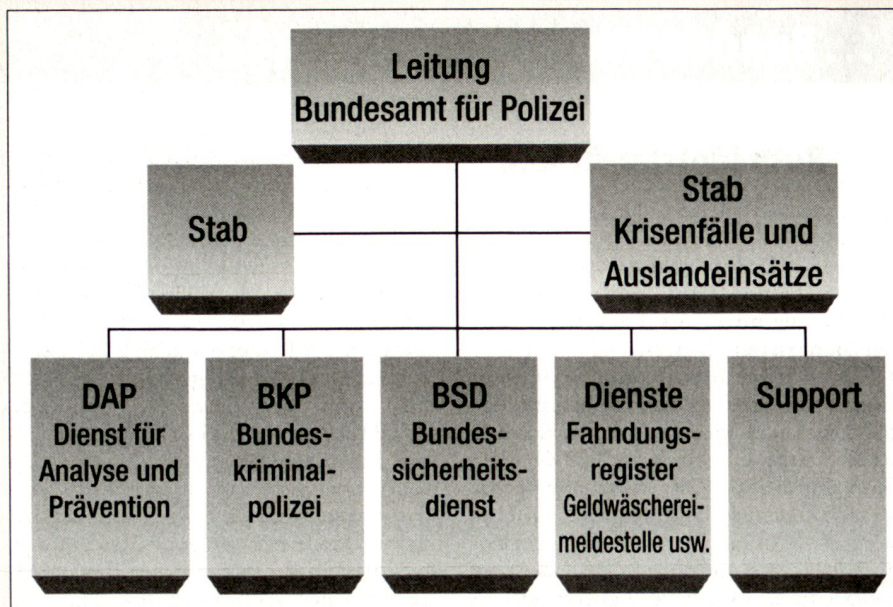 Leitung
Bundesamt für Polizei
Stab
Stab
Krisenfälle und
Auslandeinsätze
DAP
Dienst für
Analyse und
Prävention
BKP
Bundes-
kriminal-
polizei
BSD
Bundes-
sicherheits-
dienst
Dienste
Fahndungs-
register
Geldwäscherei-
meldestelle usw.
Support